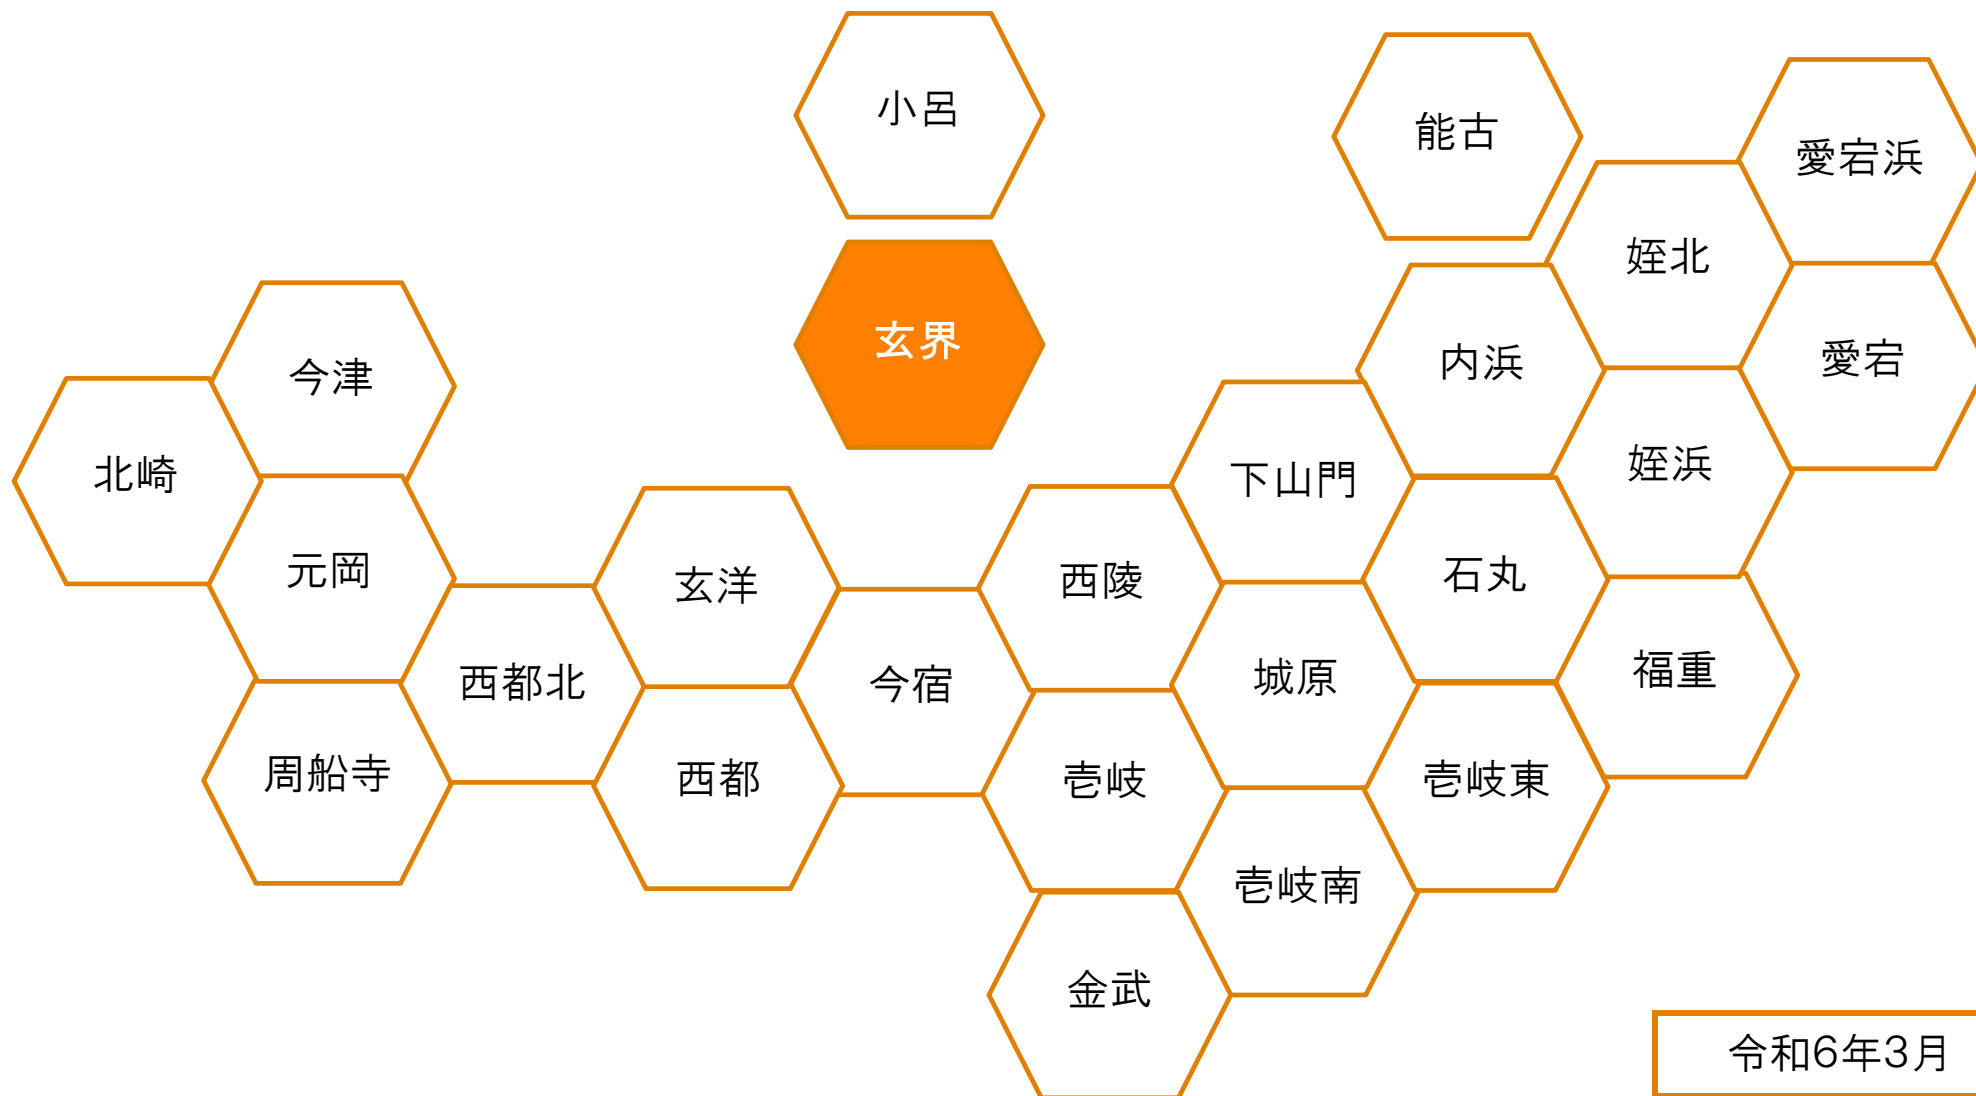 小呂
能古
愛宕浜
姪北
玄界
内浜
愛宕
今津
北崎
下山門
姪浜
元岡
玄洋
西陵
石丸
西都北
今宿
城原
福重
周船寺
西都
壱岐
壱岐東
壱岐南
金武
令和6年3月